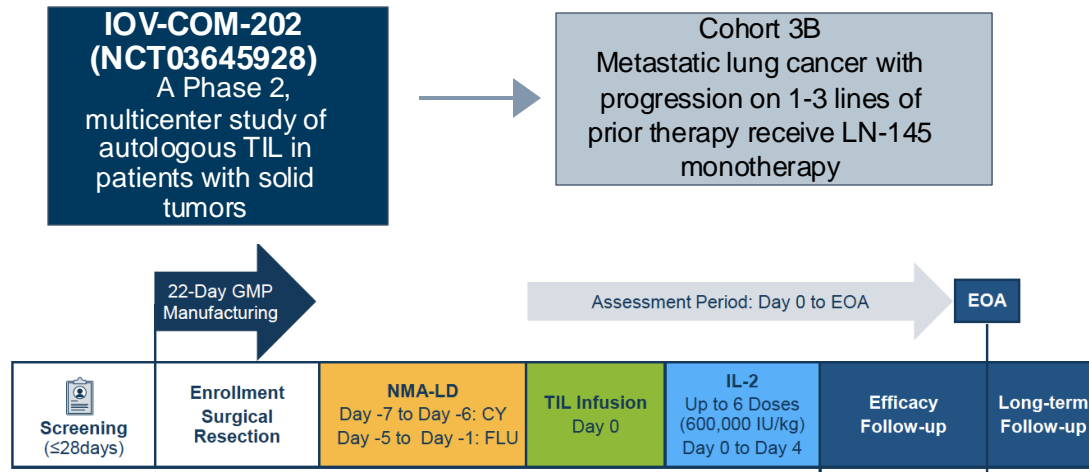 IOV-COM-202
(NCT03645928)
A Phase 2,
multicenter study of
autologous TIL in
patients with solid
tumors
Cohort 3B
Metastatic lung cancer with
progression on 1-3 lines of
prior therapy receive LN-145
monotherapy
22-Day GMP
Manufacturing
Assessment Period: Day 0 to EOA
EOA
Screening
(≤28days)
Enrollment
Surgical
Resection
NMA-LD
Day -7 to Day -6: CY
Day -5 to Day -1: FLU
TIL Infusion
Day 0
IL-2
Up to 6 Doses
(600,000 IU/kg)
Day 0 to Day 4
Efficacy
Follow-up
Long-term
Follow-up